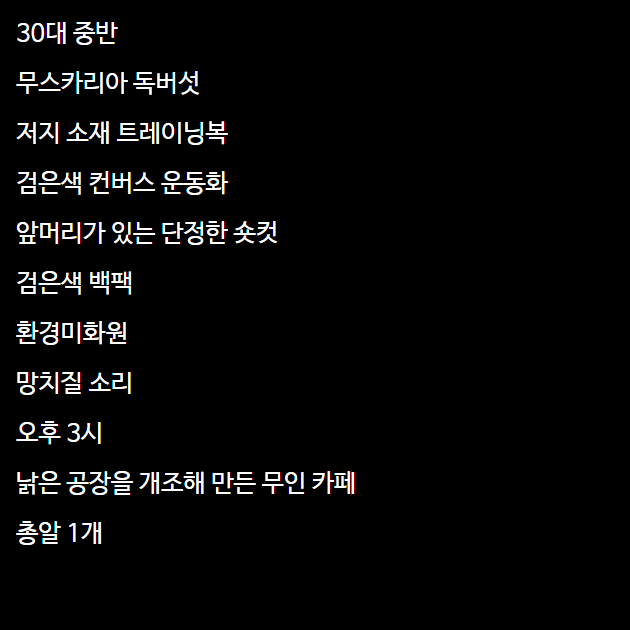 30대 중반
무스카리아 독버섯
저지 소재 트레이닝복
검은색 컨버스 운동화
앞머리가 있는 단정한 숏컷
검은색 백팩
환경미화원
망치질 소리
오후 3시
낡은 공장을 개조해 만든 무인 카페
총알 1개